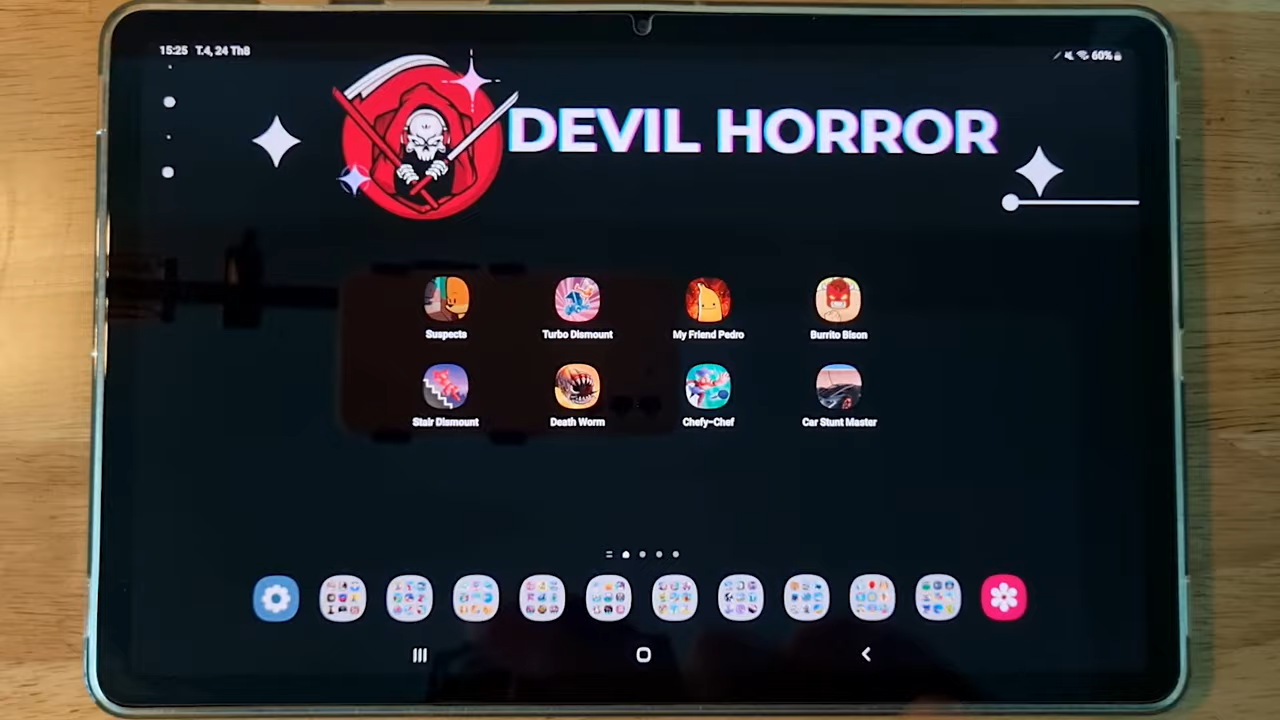 15:25 T.4, 24 Th8
60%
DEVIL HORROR
Suspects
Turbo Dismount
My Friend Pedro
Burrito Bison
Stair Dismount
Death Worm
Chefy-Chef
Car Stunt Master